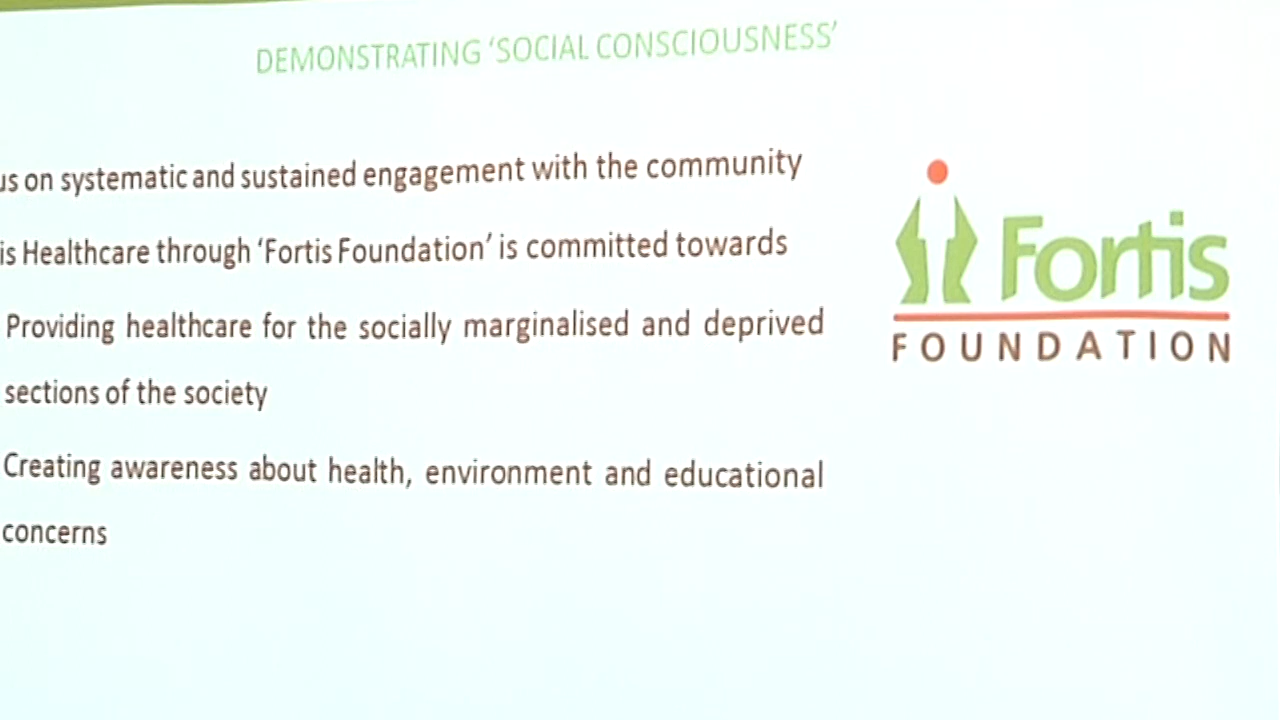 DEMONSTRATING ‘SOCIAL CONSCIOUSNESS’
us on systematic and sustained engagement with the community
is Healthcare through ‘Fortis Foundation’ is committed towards
Providing healthcare for the socially marginalised and deprived
sections of the society
Creating awareness about health, environment and educational
concerns
Fortis
FOUNDATION